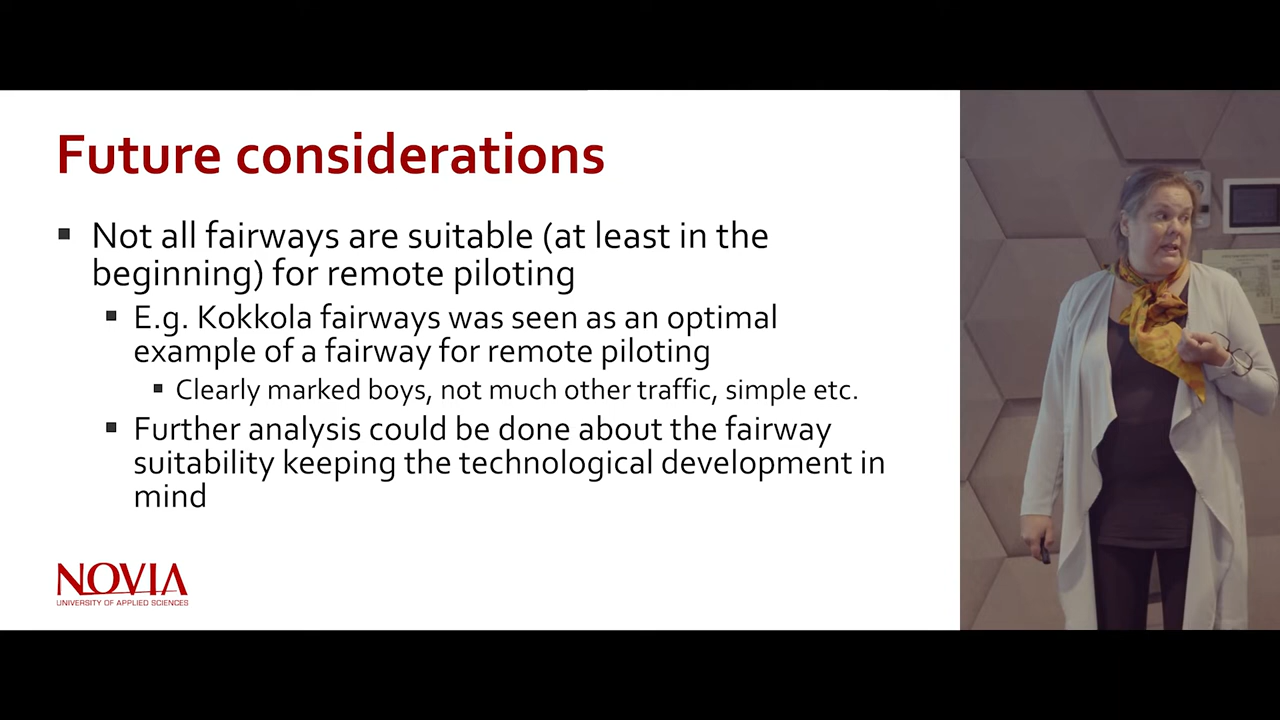 Future considerations
▪ Not all fairways are suitable (at least in the
beginning) for remote piloting
▪ E.g. Kokkola fairways was seen as an optimal
example of a fairway for remote piloting
▪ Clearly marked boys, not much other traffic, simple etc.
▪ Further analysis could be done about the fairway
suitability keeping the technological development in
mind
NOVIA
UNIVERSITY OF APPLIED SCIENCES